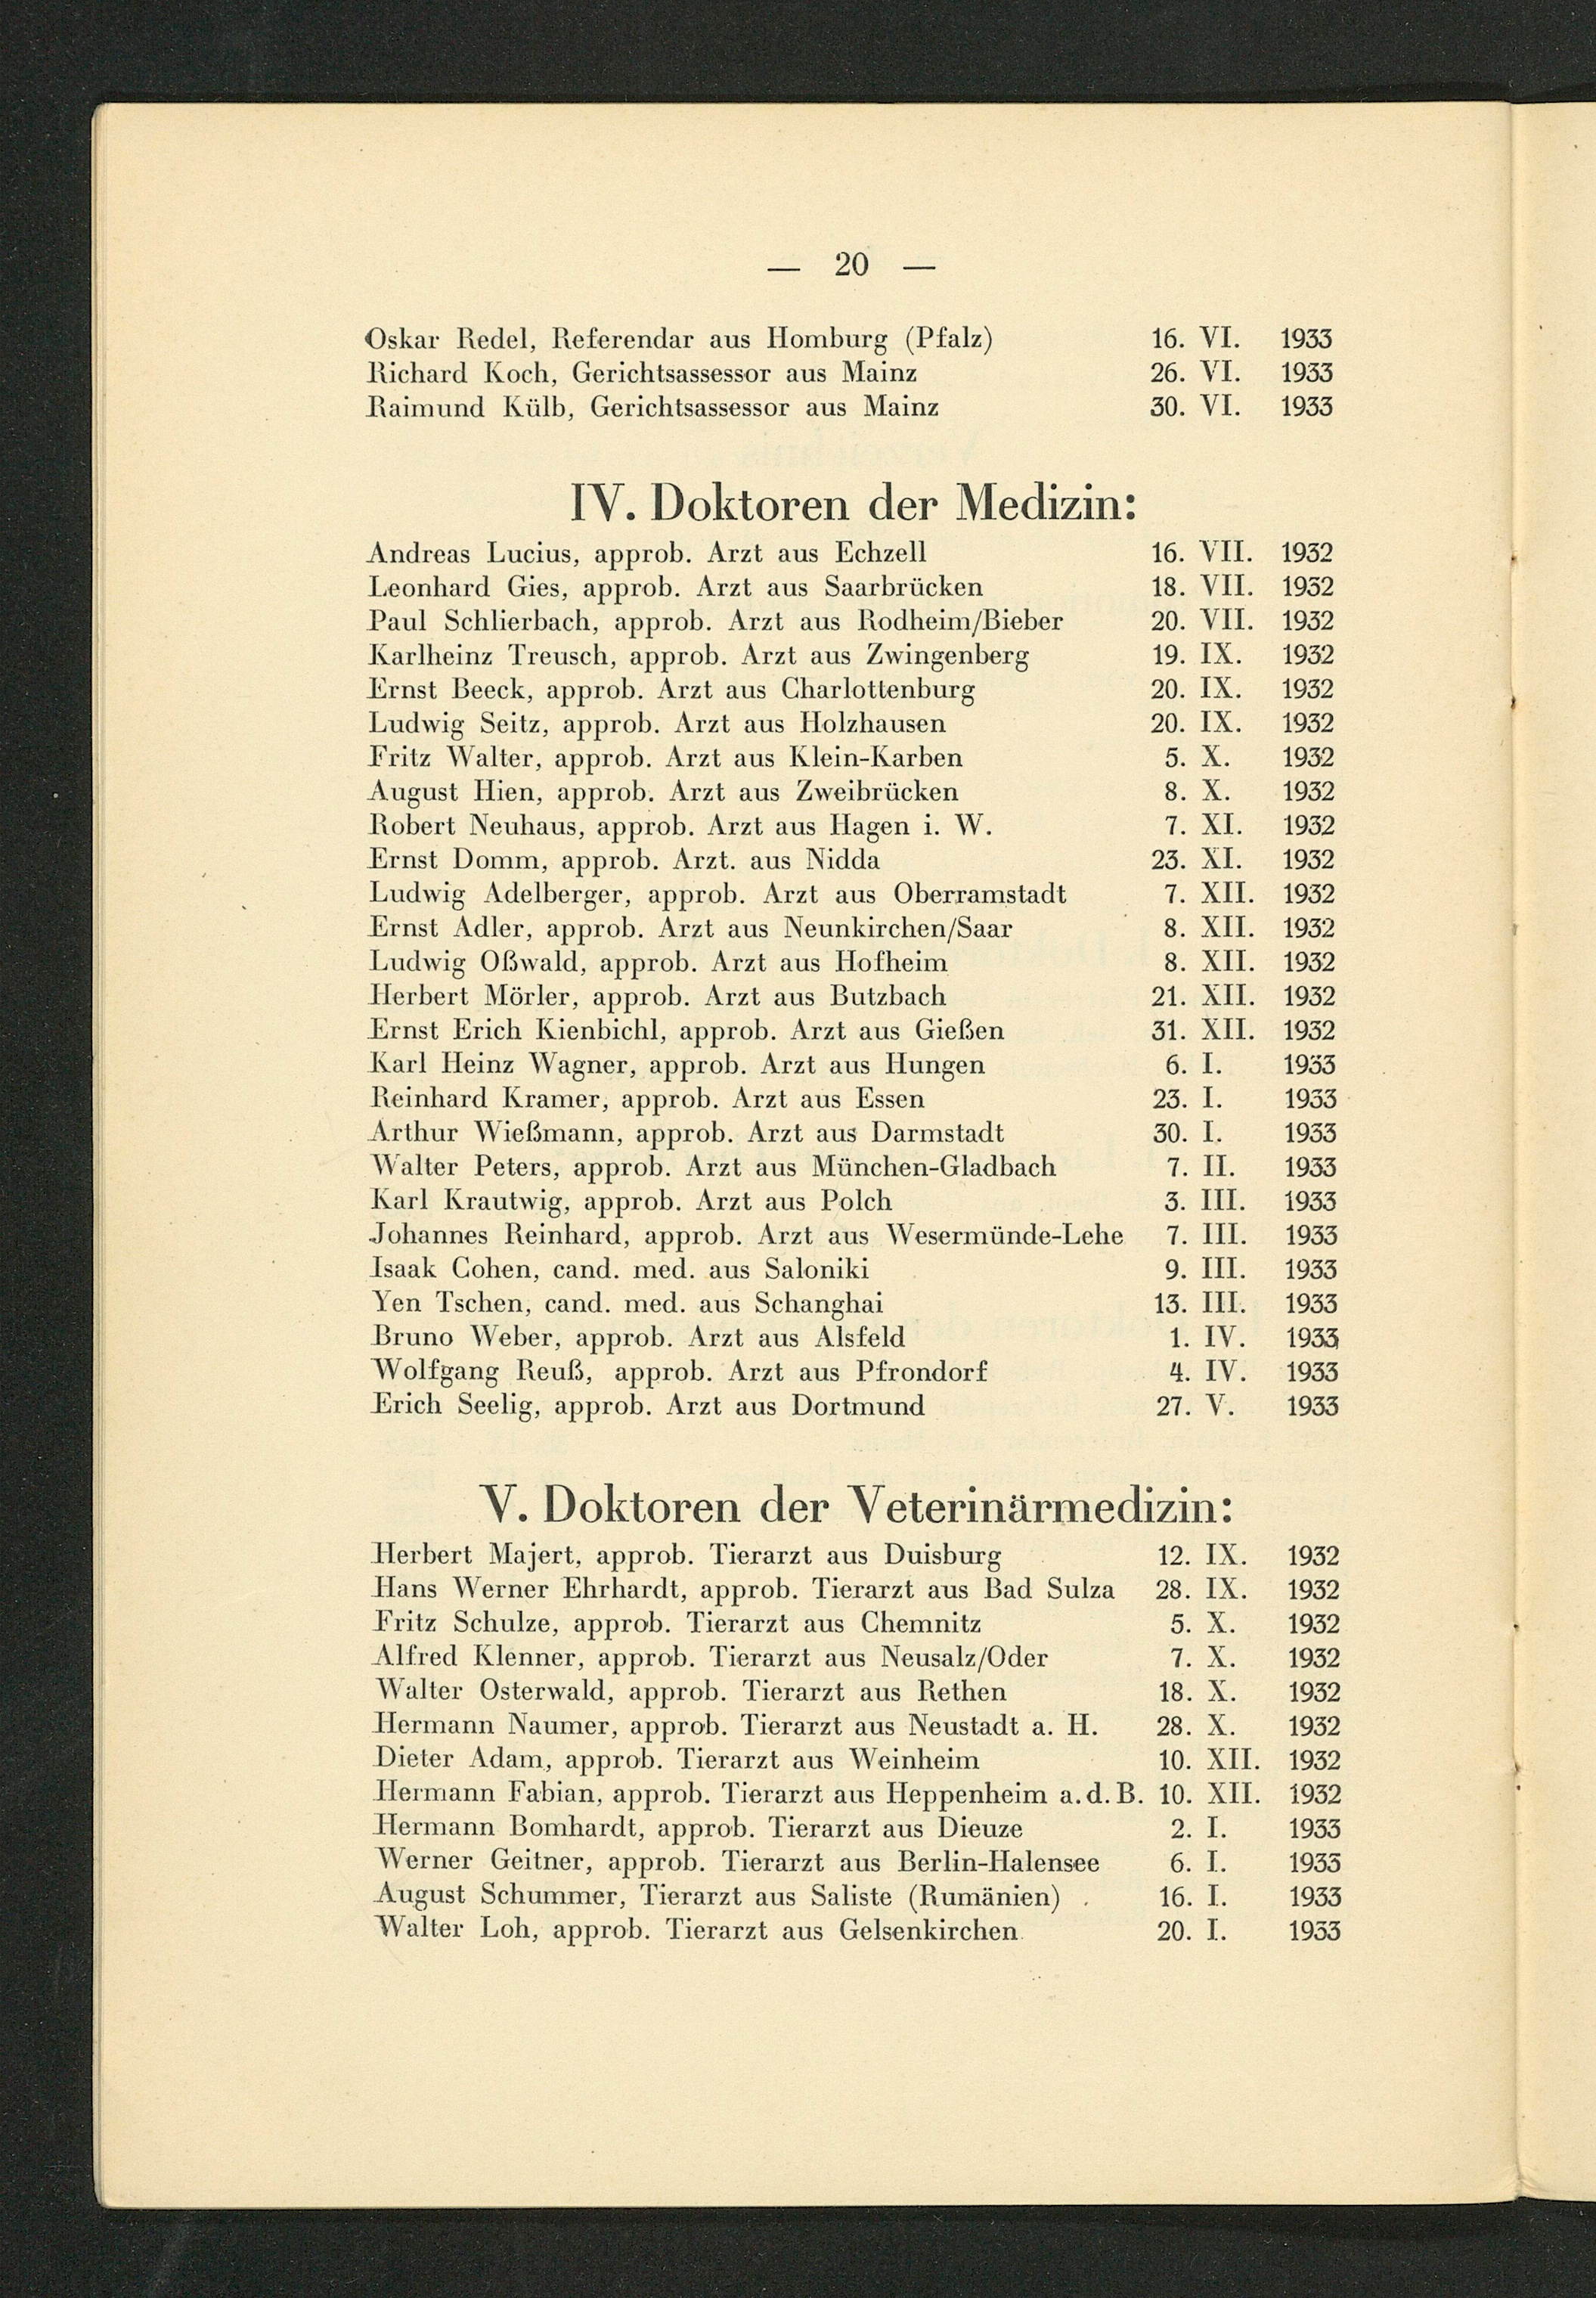 — 20 —
Oskar Redel, Referendar aus Homburg (Pfalz) 16. VI. 1933
Richard Koch, Gerichtsassessor aus Mainz 26. VI. 1933
Raimund Külb, Gerichtsassessor aus Mainz 30. VI. 1933
IV. Doktoren der Medizin:
Andreas Lucius, approb. Arzt aus Echzell 16. VII. 1932
Leonhard Gies, approb. Arzt aus Saarbrücken 18. VII. 1932
Paul Schlierbach, approb. Arzt aus Rodheim/Bieber 20. VII. 1932
Karlheinz Treusch, approb. Arzt aus Zwingenberg 19. IX. 1932
Ernst Beeck, approb. Arzt aus Charlottenburg 20. IX. 1932
Ludwig Seitz, approb. Arzt aus Holzhausen 20. IX. 1932
Fritz Walter, approb. Arzt aus Klein-Karben 5. X. 1932
August Hien, approb. Arzt aus Zweibrücken 8. X. 1932
Robert Neuhaus, approb. Arzt aus Hagen i. W. 7. XI. 1932
Ernst Domm, approb. Arzt. aus Nidda 23. XI. 1932
Ludwig Adelberger, approb. Arzt aus Oberramstadt 7. XII. 1932
Ernst Adler, approb. Arzt aus Neunkirchen/Saar 8. XII. 1932
Ludwig Oßwald, approb. Arzt aus Hofheim 8. XII. 1932
Herbert Mörler, approb. Arzt aus Butzbach 21. XII. 1932
Ernst Erich Kienbichl, approb. Arzt aus Gießen 31. XII. 1932
Karl Heinz Wagner, approb. Arzt aus Hungen 6. I. 1933
Reinhard Kramer, approb. Arzt aus Essen 23. I. 1933
Arthur Wießmann, approb. Arzt aus Darmstadt 30. I. 1933
Walter Peters, approb. Arzt aus München-Gladbach 7. II. 1933
Karl Krautwig, approb. Arzt aus Polch 3. III. 1933
Johannes Reinhard, approb. Arzt aus Wesermünde-Lehe 7. III. 1933
Isaak Cohen, cand. med. aus Saloniki 9. III. 1933
Yen Tschen, cand. med. aus Schanghai 13. III. 1933
Bruno Weber, approb. Arzt aus Alsfeld 1. IV. 1933
Wolfgang Reuß, approb. Arzt aus Pfrondorf 4. IV. 1933
Erich Seelig, approb. Arzt aus Dortmund 27. V. 1933
V. Doktoren der Veterinärmedizin:
Herbert Majert, approb. Tierarzt aus Duisburg 12. IX. 1932
Hans Werner Ehrhardt, approb. Tierarzt aus Bad Sulza 28. IX. 1932
Fritz Schulze, approb. Tierarzt aus Chemnitz 5. X. 1932
Alfred Klenner, approb. Tierarzt aus Neusalz/Oder 7. X. 1932
Walter Osterwald, approb. Tierarzt aus Rethen 18. X. 1932
Hermann Naumer, approb. Tierarzt aus Neustadt a. H. 28. X. 1932
Dieter Adam, approb. Tierarzt aus Weinheim 10. XII. 1932
Hermann Fabian, approb. Tierarzt aus Heppenheim a. d. B. 10. XII. 1932
Hermann Bomhardt, approb. Tierarzt aus Dieuze 2. I. 1933
Werner Geitner, approb. Tierarzt aus Berlin-Halensee 6. I. 1933
August Schummer, Tierarzt aus Saliste (Rumänien) 16. I. 1933
Walter Loh, approb. Tierarzt aus Gelsenkirchen 20. I. 1933